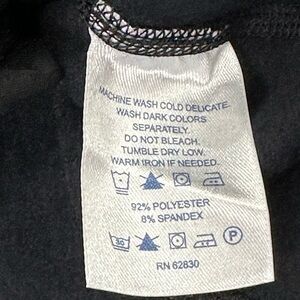 MACHINE WASH COLD DELICATE.
WASH DARK COLORS
SEPARATELY.
DO NOT BLEACH.
TUMBLE DRY LOW.
WARM IRON IF NEEDED.
92% POLYESTER
8% SPANDEX
30 P
RN 62830